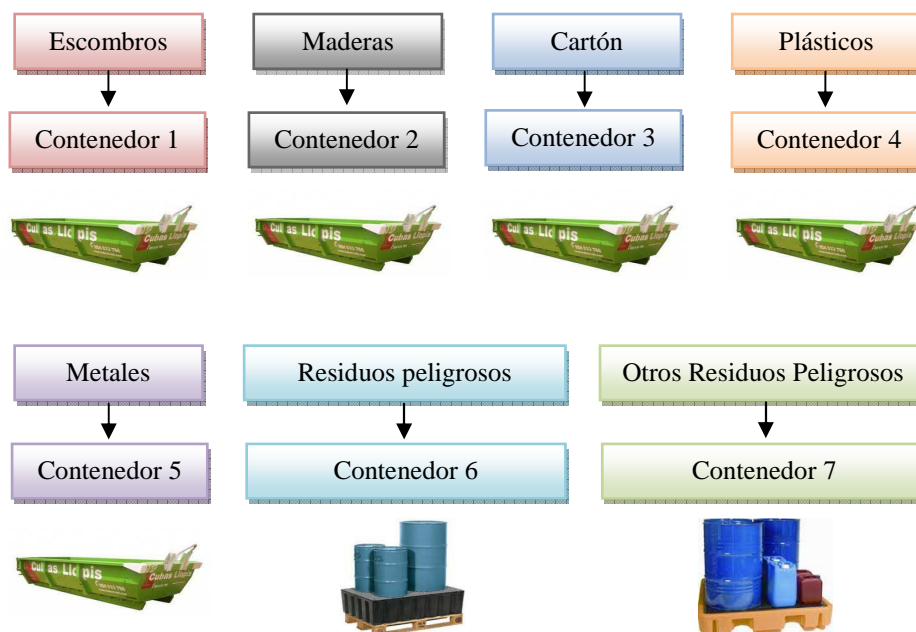 Escombros
Maderas
Cartón
Plásticos
Contenedor 1
Contenedor 2
Contenedor 3
Contenedor 4
Metales
Residuos peligrosos
Otros Residuos Peligrosos
Contenedor 5
Contenedor 6
Contenedor 7